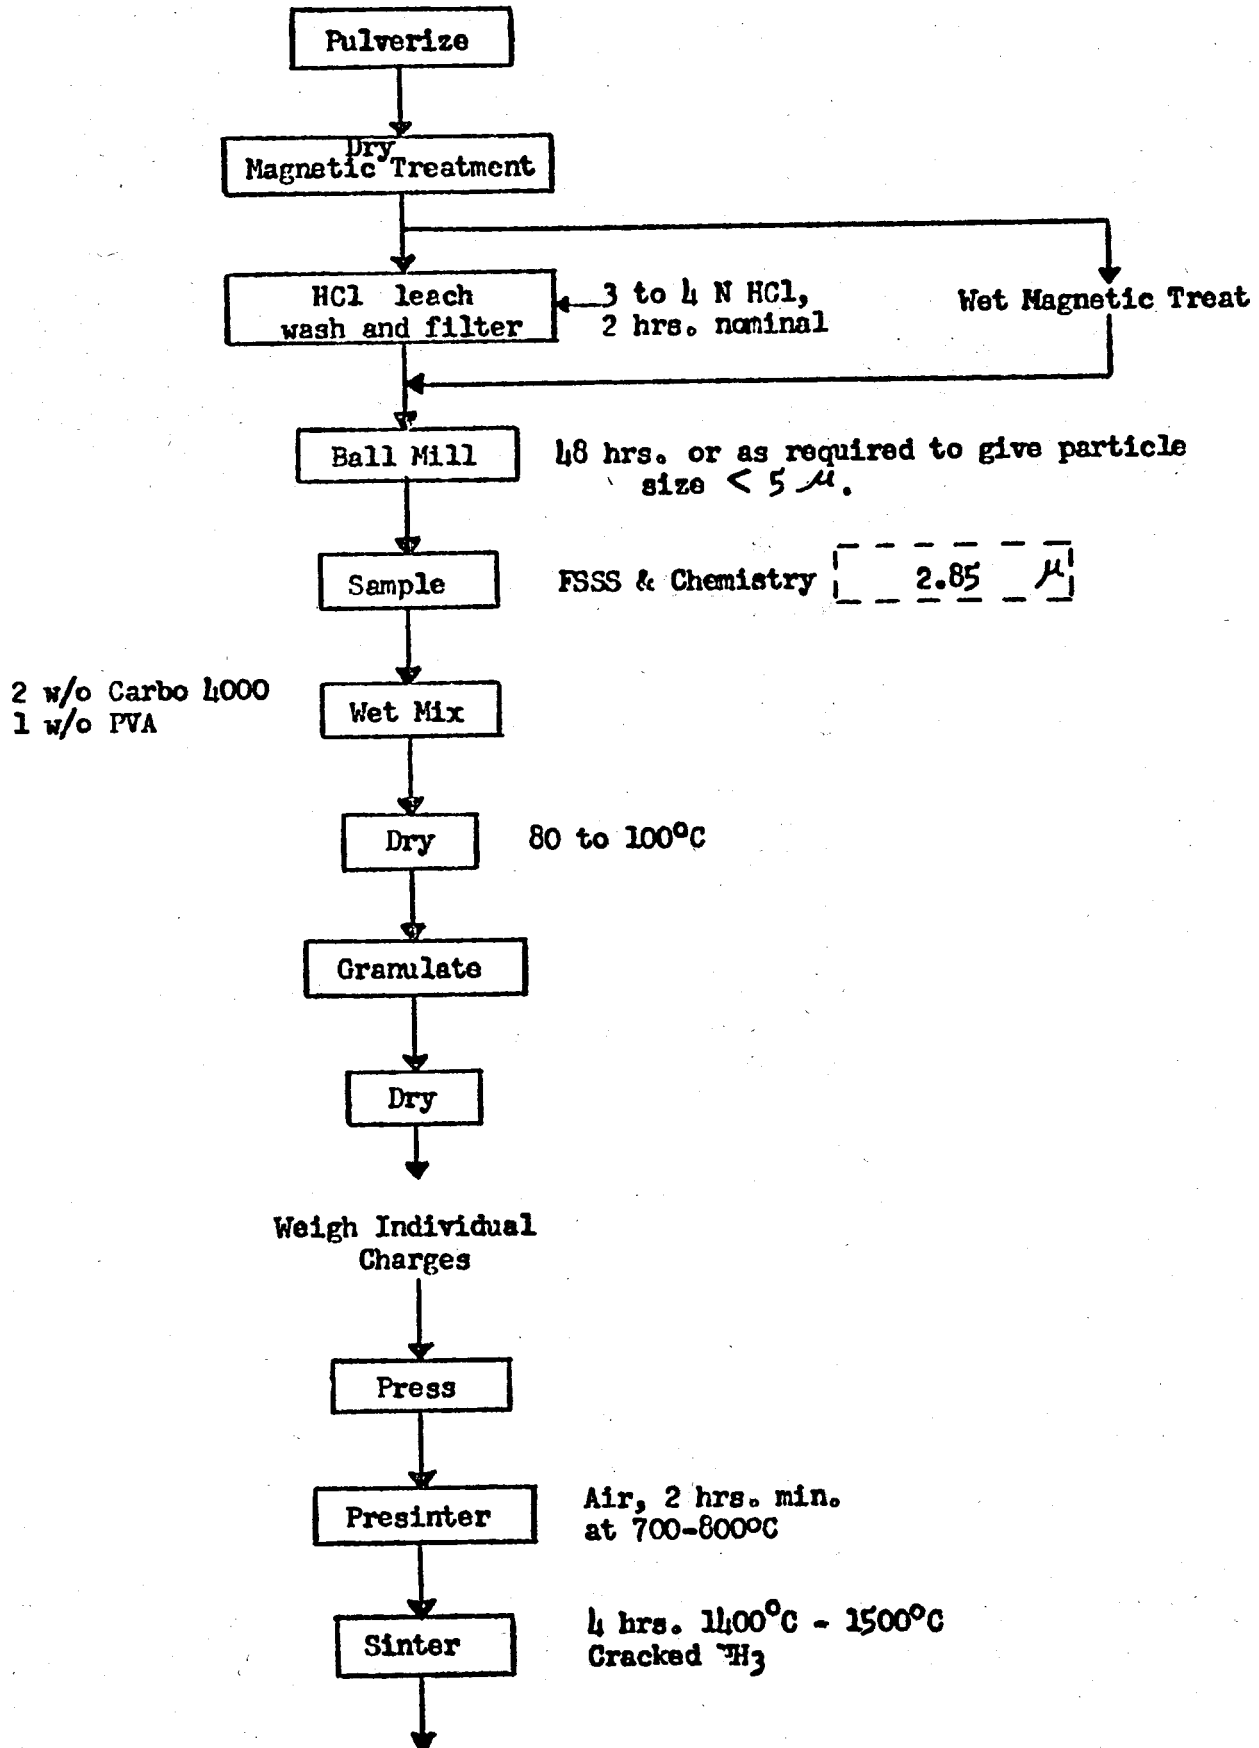 Pulverize
Dry
Magnetic Treatment
HCl leach
wash and filter
3 to 4 N HCl,
2 hrs. nominal
Wet Magnetic Treat
Ball Mill
48 hrs. or as required to give particle
size < 5 μ.
Sample
FSSS & Chemistry 2.85 μ
2 w/o Carbo 4000
1 w/o PVA
Wet Mix
Dry
80 to 100°C
Granulate
Dry
Weigh Individual
Charges
Press
Presinter
Air, 2 hrs. min.
at 700-800°C
Sinter
4 hrs. 1400°C - 1500°C
Cracked NH3